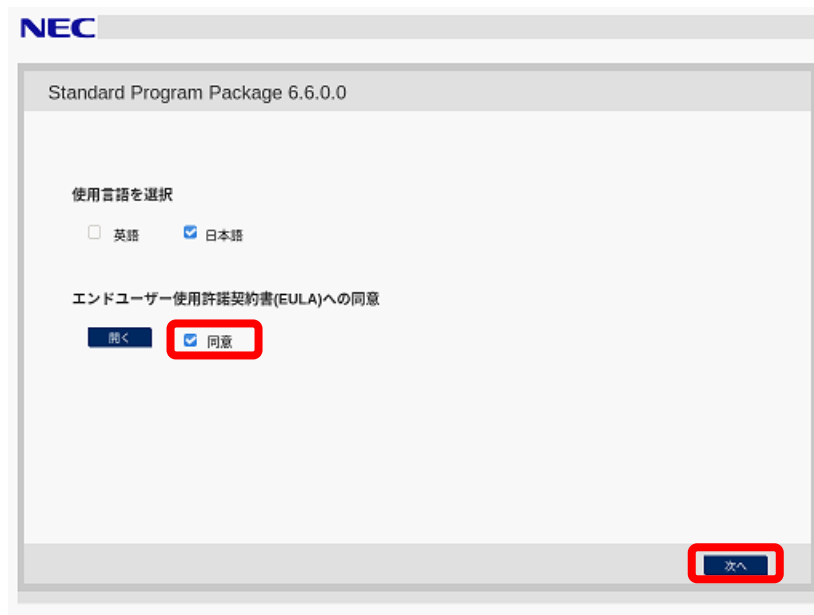 NEC
Standard Program Package 6.6.0.0
使用言語を選択
英語 日本語
エンドユーザー使用許諾契約書(EULA)への同意
開く 同意
次へ